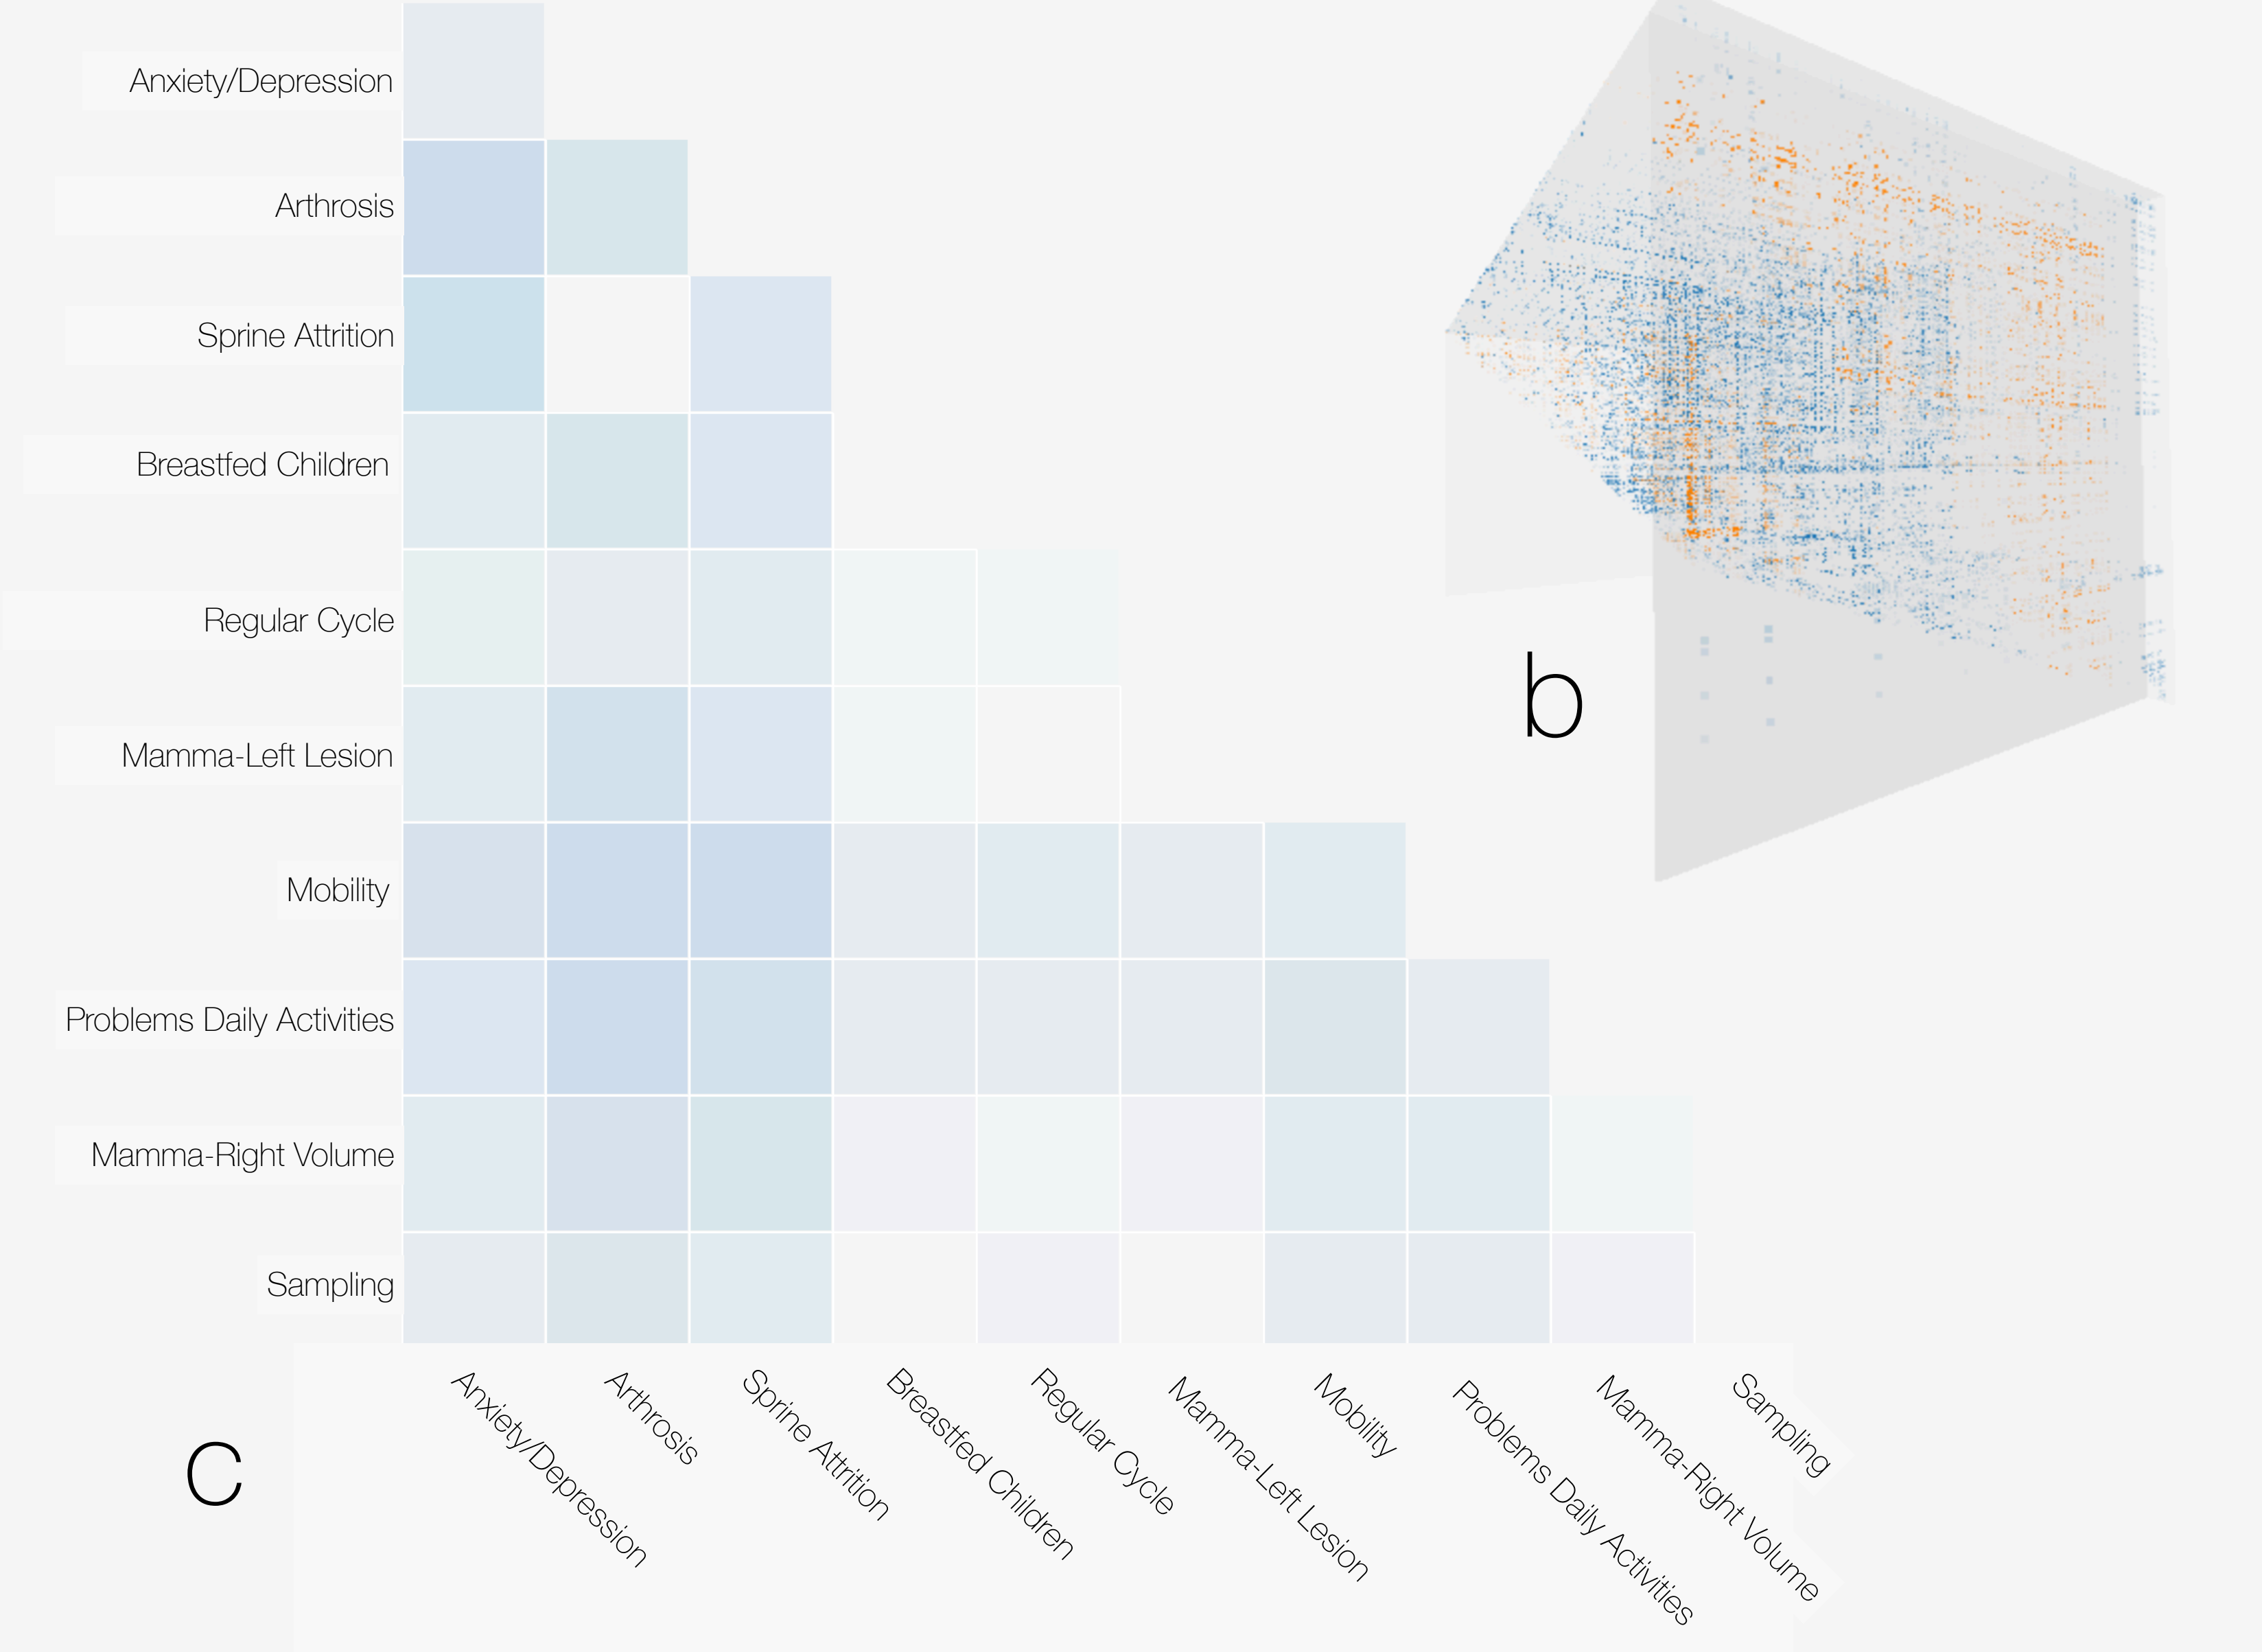 Anxiety/Depression
Arthrosis
Sprine Attrition
Breastfed Children
Regular Cycle
Mamma-Left Lesion
Mobility
Problems Daily Activities
Mamma-Right Volume
Sampling
b
c
Anxiety/Depression
Arthrosis
Sprine Attrition
Breastfed Children
Regular Cycle
Mamma-Left Lesion
Mobility
Problems Daily Activities
Mamma-Right Volume
Sampling